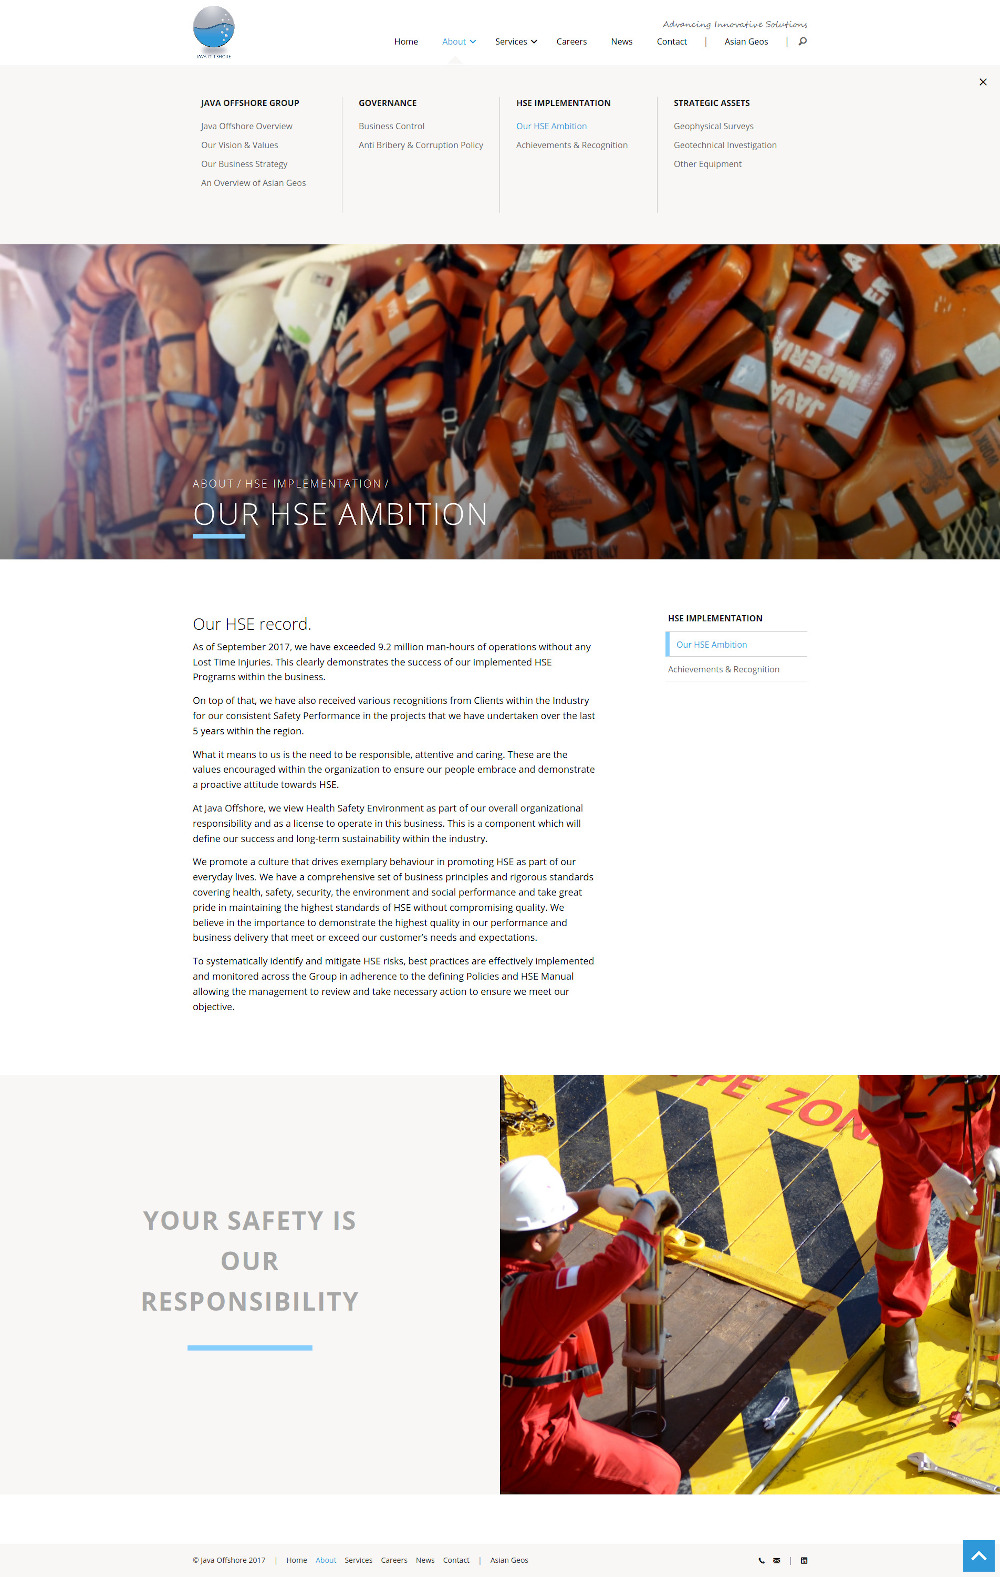 JAVA OFFSHORE
Advancing Innovative Solutions
Home About Services Careers News Contact | Asian Geos |
JAVA OFFSHORE GROUP
Java Offshore Overview
Our Vision & Values
Our Business Strategy
An Overview of Asian Geos
GOVERNANCE
Business Control
Anti Bribery & Corruption Policy
HSE IMPLEMENTATION
Our HSE Ambition
Achievements & Recognition
STRATEGIC ASSETS
Geophysical Surveys
Geotechnical Investigation
Other Equipment
JAVA
IMPERIA
WORK VEST ONLY
ABOUT / HSE IMPLEMENTATION /
OUR HSE AMBITION
Our HSE record.
As of September 2017, we have exceeded 9.2 million man-hours of operations without any
Lost Time Injuries. This clearly demonstrates the success of our implemented HSE
Programs within the business.
On top of that, we have also received various recognitions from Clients within the Industry
for our consistent Safety Performance in the projects that we have undertaken over the last
5 years within the region.
What it means to us is the need to be responsible, attentive and caring. These are the
values encouraged within the organization to ensure our people embrace and demonstrate
a proactive attitude towards HSE.
At Java Offshore, we view Health Safety Environment as part of our overall organizational
responsibility and as a license to operate in this business. This is a component which will
define our success and long-term sustainability within the industry.
We promote a culture that drives exemplary behaviour in promoting HSE as part of our
everyday lives. We have a comprehensive set of business principles and rigorous standards
covering health, safety, security, the environment and social performance and take great
pride in maintaining the highest standards of HSE without compromising quality. We
believe in the importance to demonstrate the highest quality in our performance and
business delivery that meet or exceed our customer's needs and expectations.
To systematically identify and mitigate HSE risks, best practices are effectively implemented
and monitored across the Group in adherence to the defining Policies and HSE Manual
allowing the management to review and take necessary action to ensure we meet our
objective.
HSE IMPLEMENTATION
Our HSE Ambition
Achievements & Recognition
YOUR SAFETY IS
OUR
RESPONSIBILITY
PE ZON
© Java Offshore 2017 | Home About Services Careers News Contact | Asian Geos